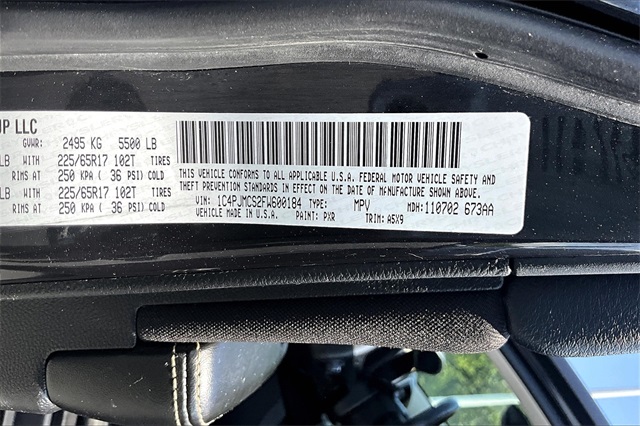 UP LLC
GVWR: 2495 KG 5500 LB
LB WITH 225/65R17 102T TIRES
RIMS AT 250 KPA ( 36 PSI) COLD
LB WITH 225/65R17 102T TIRES
RIMS AT 250 KPA ( 36 PSI) COLD
THIS VEHICLE CONFORMS TO ALL APPLICABLE U.S.A. FEDERAL MOTOR VEHICLE SAFETY AND
THEFT PREVENTION STANDARDS IN EFFECT ON THE DATE OF MANUFACTURE SHOWN ABOVE.
VIN: 1C4PJMCS2FW600184 TYPE: MPV MDH: 110702 673AA
PAINT: PXR TRIM: A5X9